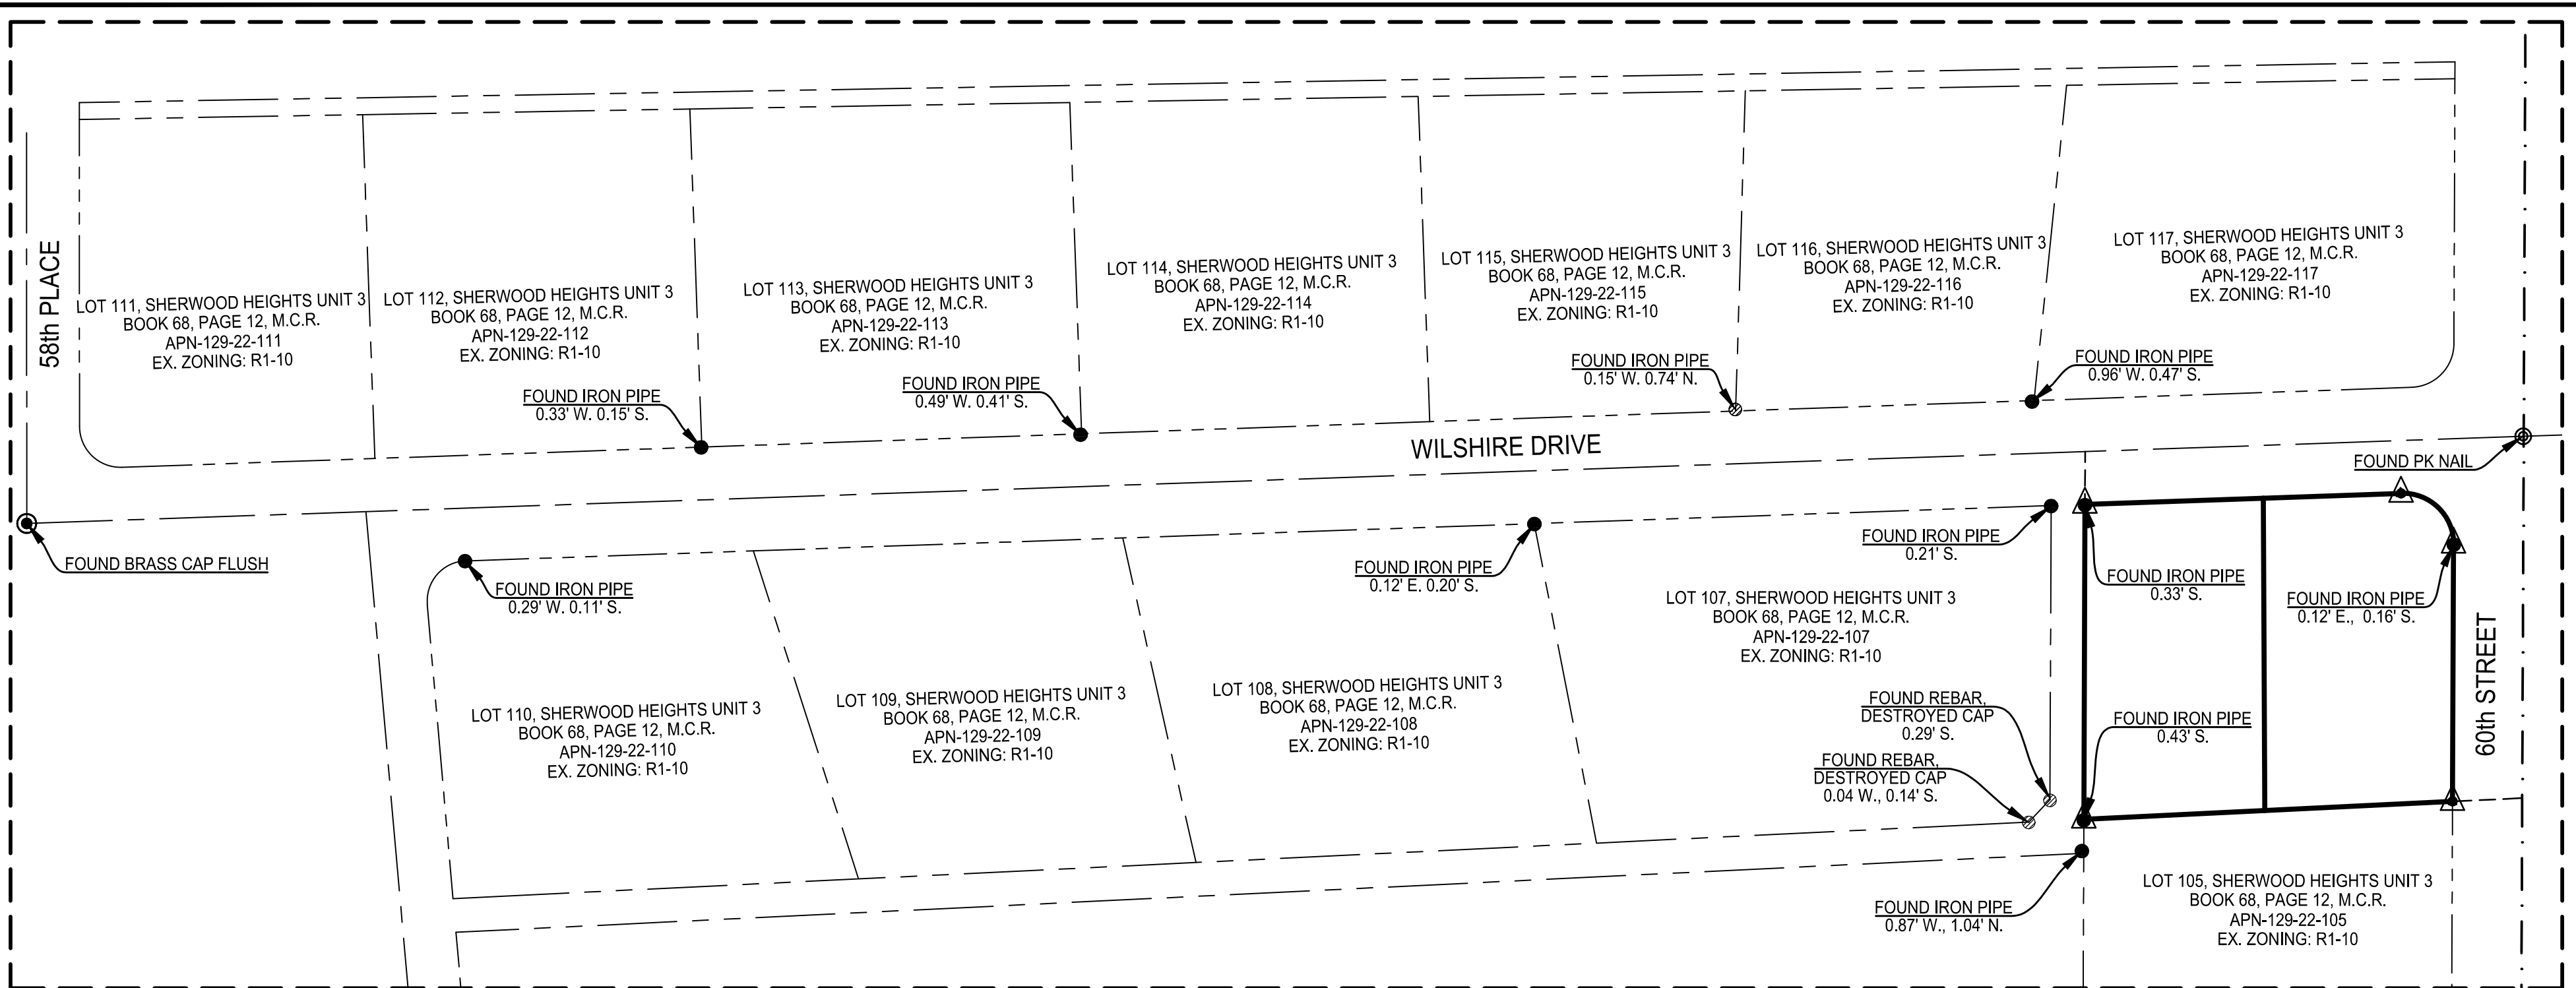 58th PLACE
LOT 111, SHERWOOD HEIGHTS UNIT 3
BOOK 68, PAGE 12, M.C.R.
APN-129-22-111
EX. ZONING: R1-10
LOT 112, SHERWOOD HEIGHTS UNIT 3
BOOK 68, PAGE 12, M.C.R.
APN-129-22-112
EX. ZONING: R1-10
LOT 113, SHERWOOD HEIGHTS UNIT 3
BOOK 68, PAGE 12, M.C.R.
APN-129-22-113
EX. ZONING: R1-10
LOT 114, SHERWOOD HEIGHTS UNIT 3
BOOK 68, PAGE 12, M.C.R.
APN-129-22-114
EX. ZONING: R1-10
LOT 115, SHERWOOD HEIGHTS UNIT 3
BOOK 68, PAGE 12, M.C.R.
APN-129-22-115
EX. ZONING: R1-10
LOT 116, SHERWOOD HEIGHTS UNIT 3
BOOK 68, PAGE 12, M.C.R.
APN-129-22-116
EX. ZONING: R1-10
LOT 117, SHERWOOD HEIGHTS UNIT 3
BOOK 68, PAGE 12, M.C.R.
APN-129-22-117
EX. ZONING: R1-10
FOUND IRON PIPE
0.33' W. 0.15' S.
FOUND IRON PIPE
0.49' W. 0.41' S.
FOUND IRON PIPE
0.15' W. 0.74' N.
FOUND IRON PIPE
0.96' W. 0.47' S.
WILSHIRE DRIVE
FOUND PK NAIL
FOUND BRASS CAP FLUSH
FOUND IRON PIPE
0.29' W. 0.11' S.
FOUND IRON PIPE
0.12' E. 0.20' S.
FOUND IRON PIPE
0.21' S.
FOUND IRON PIPE
0.33' S.
FOUND IRON PIPE
0.12' E., 0.16' S.
60th STREET
LOT 110, SHERWOOD HEIGHTS UNIT 3
BOOK 68, PAGE 12, M.C.R.
APN-129-22-110
EX. ZONING: R1-10
LOT 109, SHERWOOD HEIGHTS UNIT 3
BOOK 68, PAGE 12, M.C.R.
APN-129-22-109
EX. ZONING: R1-10
LOT 108, SHERWOOD HEIGHTS UNIT 3
BOOK 68, PAGE 12, M.C.R.
APN-129-22-108
EX. ZONING: R1-10
LOT 107, SHERWOOD HEIGHTS UNIT 3
BOOK 68, PAGE 12, M.C.R.
APN-129-22-107
EX. ZONING: R1-10
FOUND REBAR,
DESTROYED CAP
0.29' S.
FOUND REBAR,
DESTROYED CAP
0.04 W., 0.14' S.
FOUND IRON PIPE
0.43' S.
FOUND IRON PIPE
0.87' W., 1.04' N.
LOT 105, SHERWOOD HEIGHTS UNIT 3
BOOK 68, PAGE 12, M.C.R.
APN-129-22-105
EX. ZONING: R1-10